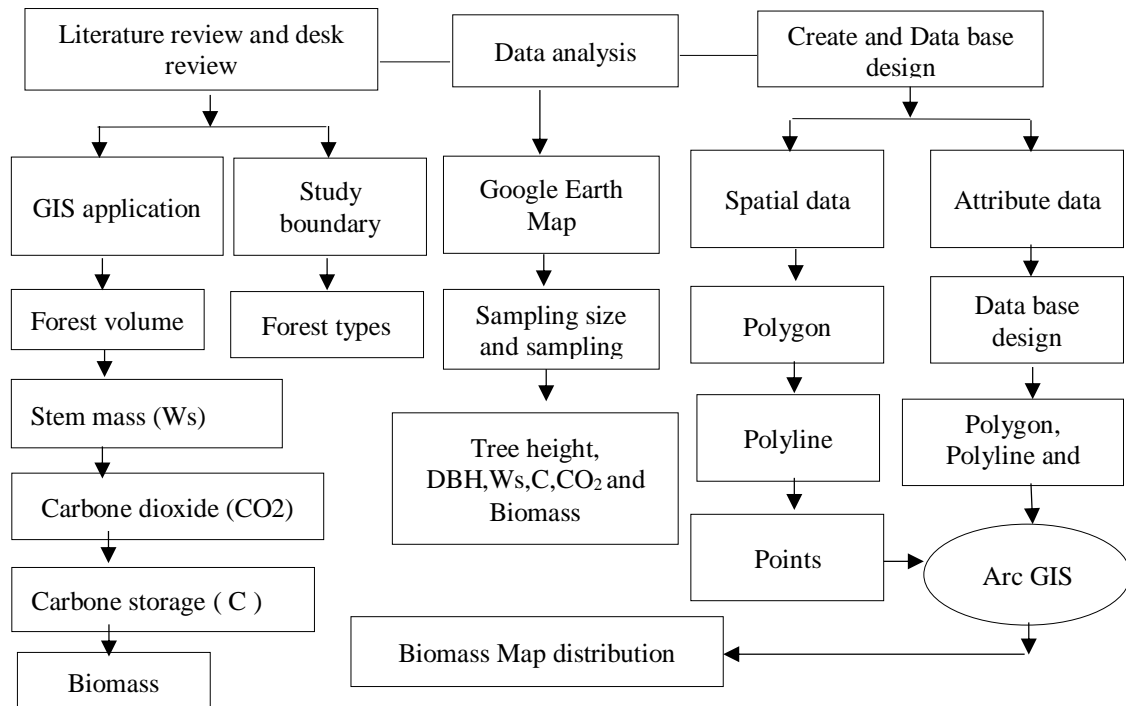 Literature review and desk
review
Data analysis
Create and Data base
design
GIS application
Study
boundary
Google Earth
Map
Spatial data
Attribute data
Forest volume
Forest types
Sampling size
and sampling
Polygon
Data base
design
Stem mass (Ws)
Tree height,
DBH,Ws,C,CO₂ and
Biomass
Polyline
Polygon,
Polyline and
Carbone dioxide (CO2)
Points
Arc GIS
Carbone storage ( C )
Biomass Map distribution
Biomass